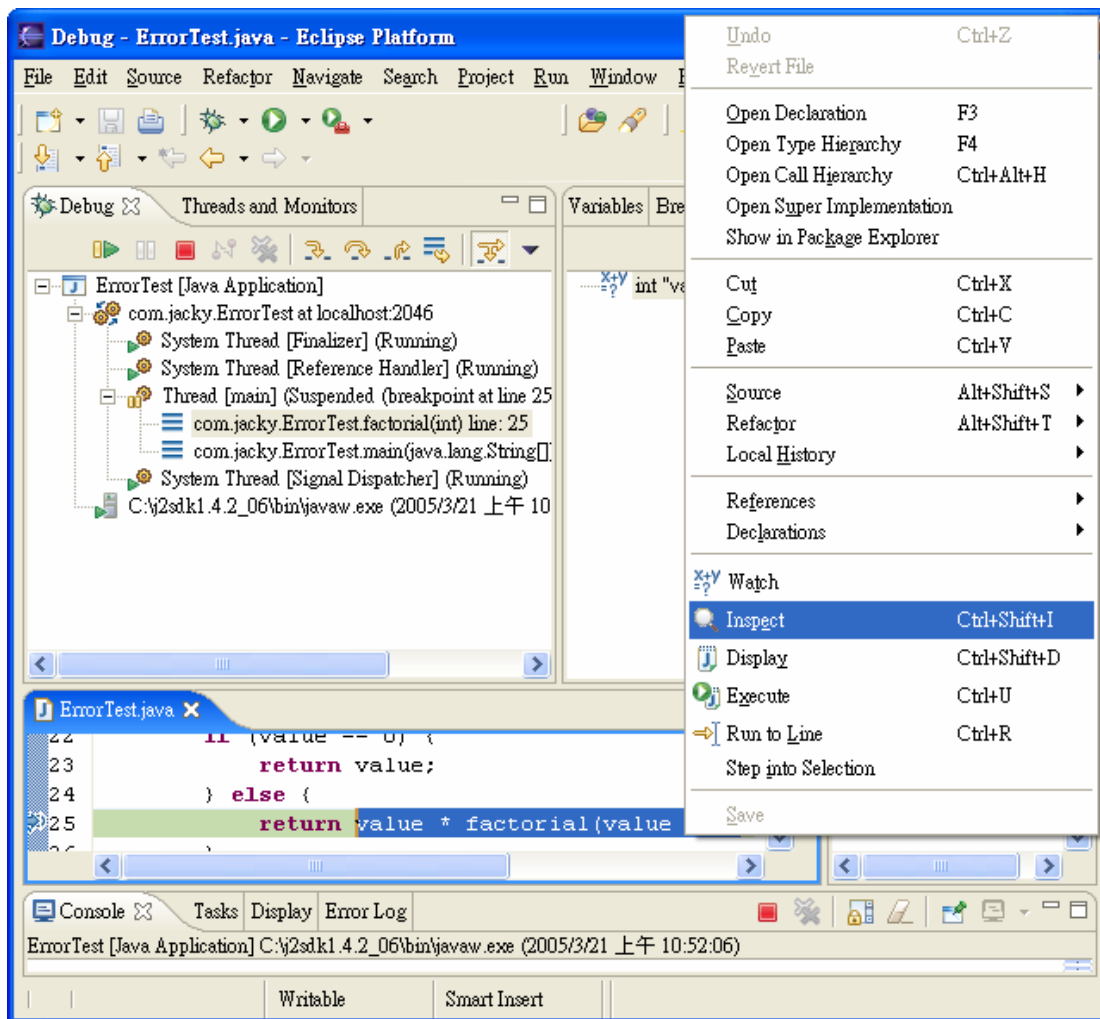 Debug - ErrorTest.java - Eclipse Platform
File Edit Source Refactor Navigate Search Project Run Window
Debug
Threads and Monitors
ErrorTest [Java Application]
com.jacky.ErrorTest at localhost:2046
System Thread [Finalizer] (Running)
System Thread [Reference Handler] (Running)
Thread [main] (Suspended (breakpoint at line 25
com.jacky.ErrorTest.factorial(int) line: 25
com.jacky.ErrorTest.main(java.lang.String[]
System Thread [Signal Dispatcher] (Running)
C:\j2sdk1.4.2_06\bin\javaw.exe (2005/3/21 上午 10
Variables Bre
x+y
=?
int "va
Undo Ctrl+Z
Revert File
Open Declaration F3
Open Type Hierarchy F4
Open Call Hierarchy Ctrl+Alt+H
Open Super Implementation
Show in Package Explorer
Cut Ctrl+X
Copy Ctrl+C
Paste Ctrl+V
Source Alt+Shift+S
Refactor Alt+Shift+T
Local History
References
Declarations
x+y
=?
Watch
Inspect Ctrl+Shift+I
Display Ctrl+Shift+D
Execute Ctrl+U
Run to Line Ctrl+R
Step into Selection
Save
ErrorTest.java
22 if (value == 0) {
23 return value;
24 } else {
25 return value * factorial(value
26 }
Console Tasks Display Error Log
ErrorTest [Java Application] C:\j2sdk1.4.2_06\bin\javaw.exe (2005/3/21 上午 10:52:06)
Writable Smart Insert